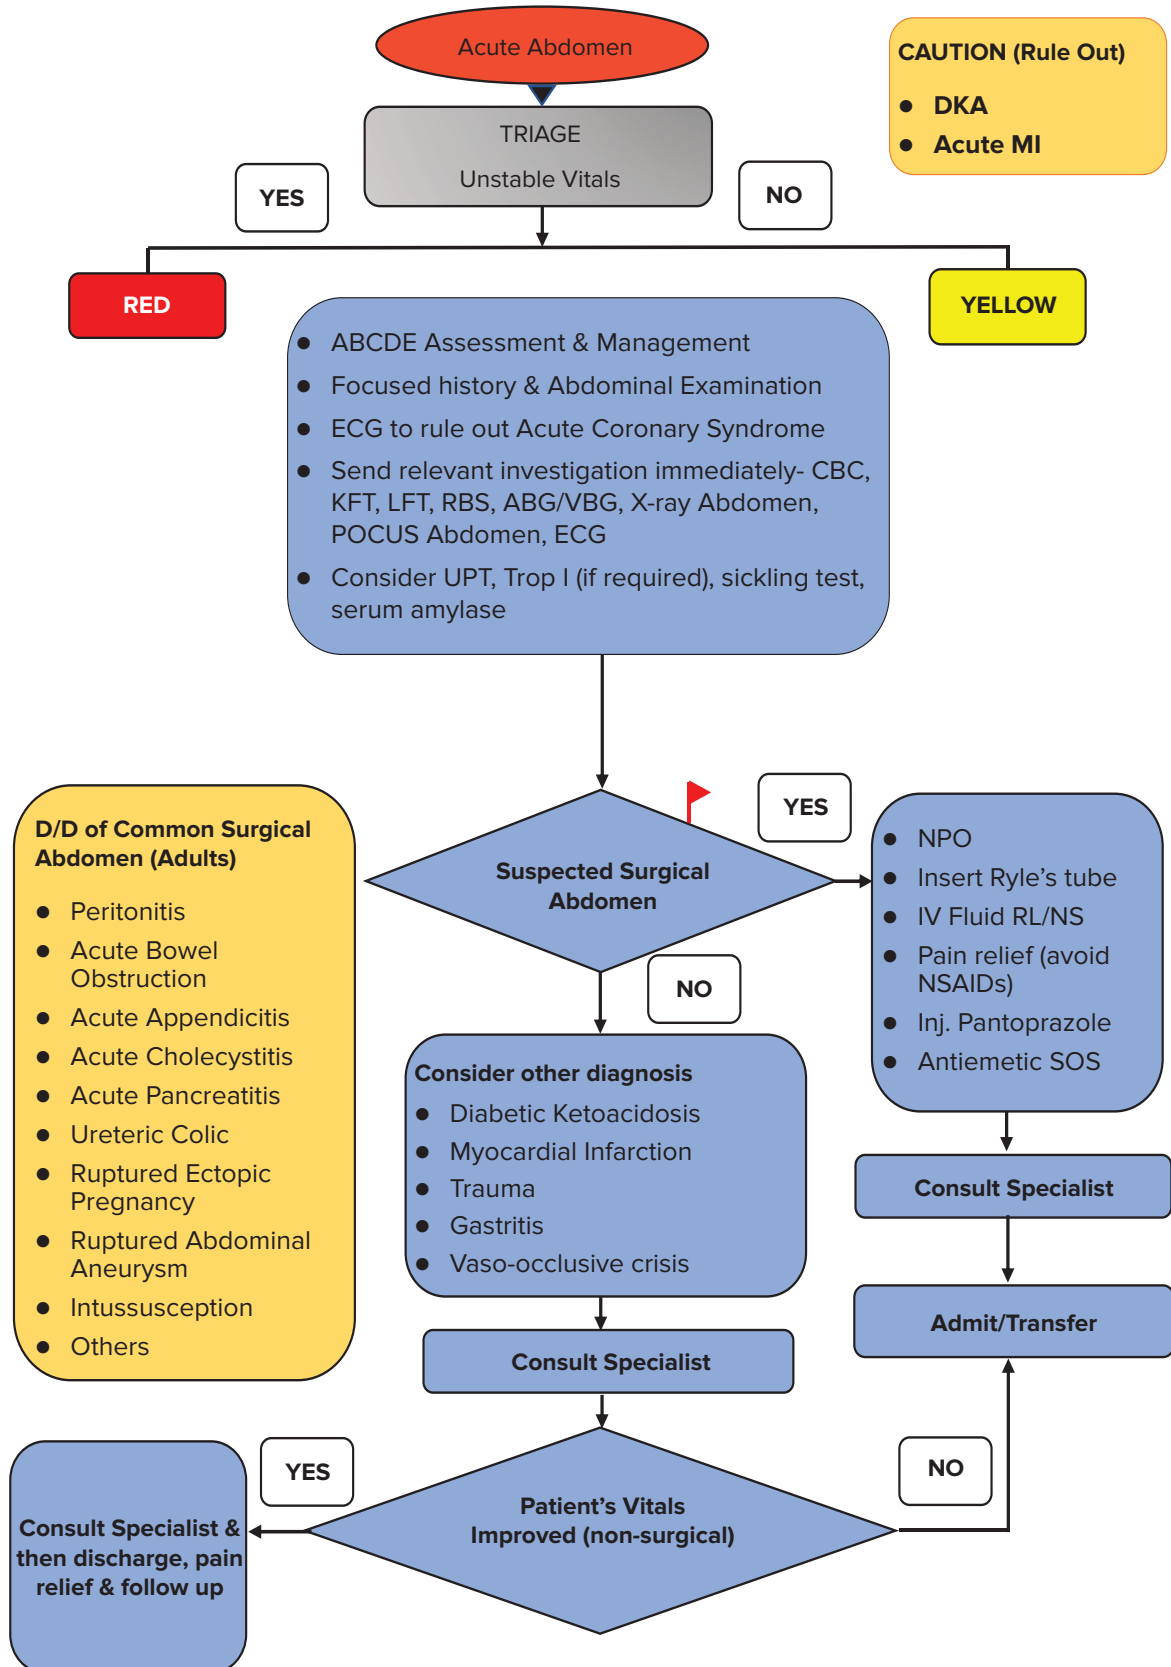 Acute Abdomen
CAUTION (Rule Out)
● DKA
● Acute MI
TRIAGE
Unstable Vitals
YES
NO
RED
YELLOW
● ABCDE Assessment & Management
● Focused history & Abdominal Examination
● ECG to rule out Acute Coronary Syndrome
● Send relevant investigation immediately- CBC,
KFT, LFT, RBS, ABG/VBG, X-ray Abdomen,
POCUS Abdomen, ECG
● Consider UPT, Trop I (if required), sickling test,
serum amylase
D/D of Common Surgical
Abdomen (Adults)
● Peritonitis
● Acute Bowel
Obstruction
● Acute Appendicitis
● Acute Cholecystitis
● Acute Pancreatitis
● Ureteric Colic
● Ruptured Ectopic
Pregnancy
● Ruptured Abdominal
Aneurysm
● Intussusception
● Others
Suspected Surgical
Abdomen
YES
● NPO
● Insert Ryle's tube
● IV Fluid RL/NS
● Pain relief (avoid
NSAIDs)
● Inj. Pantoprazole
● Antiemetic SOS
NO
Consider other diagnosis
● Diabetic Ketoacidosis
● Myocardial Infarction
● Trauma
● Gastritis
● Vaso-occlusive crisis
Consult Specialist
Admit/Transfer
Consult Specialist
Patient's Vitals
Improved (non-surgical)
YES
NO
Consult Specialist &
then discharge, pain
relief & follow up